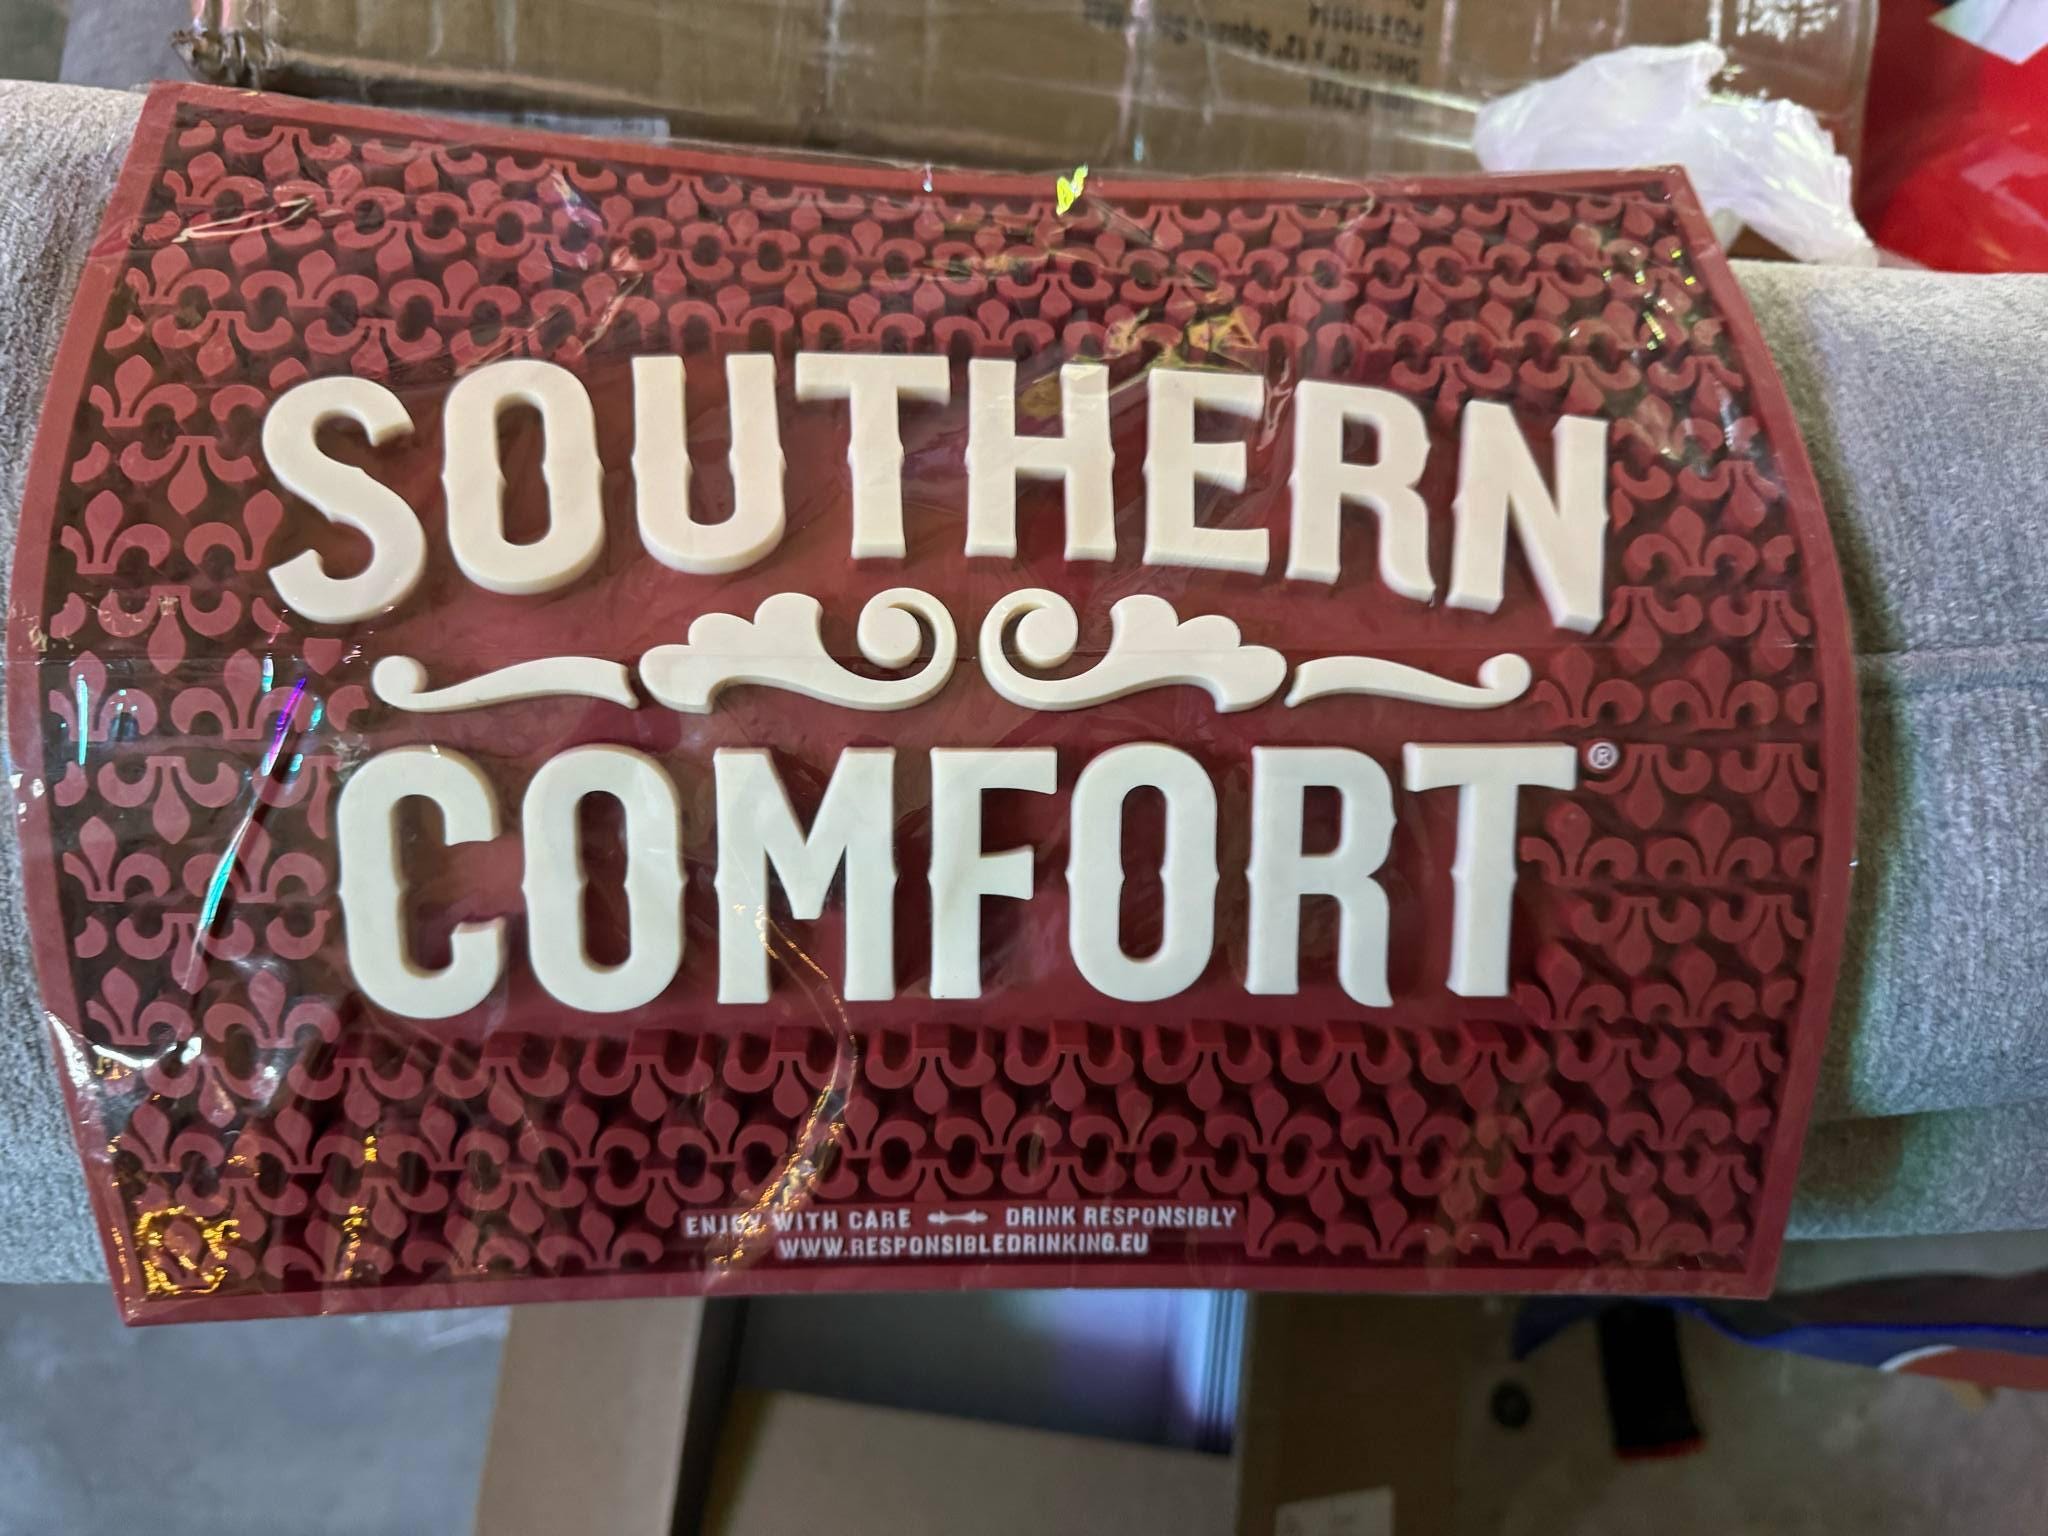 SOUTHERN
COMFORT®
ENJOY WITH CARE DRINK RESPONSIBLY
WWW.RESPONSIBLEDRINKING.EU